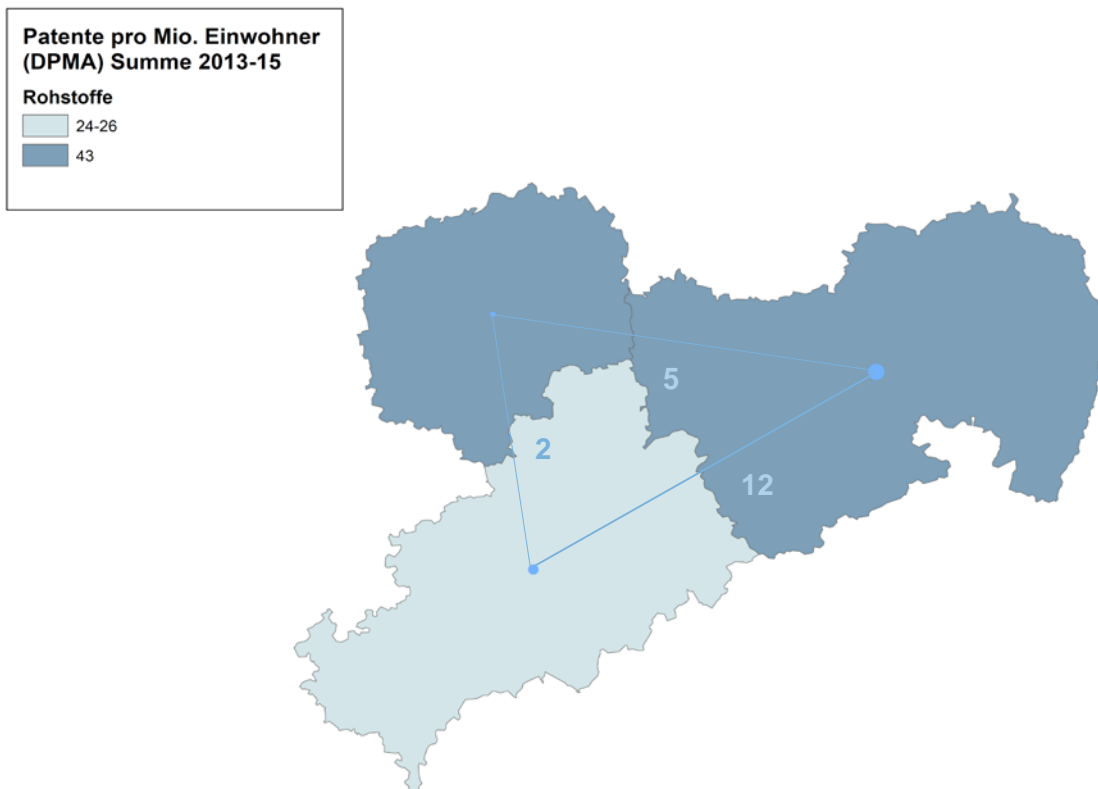 Patente pro Mio. Einwohner
(DPMA) Summe 2013-15
Rohstoffe
24-26
43
5
2
12